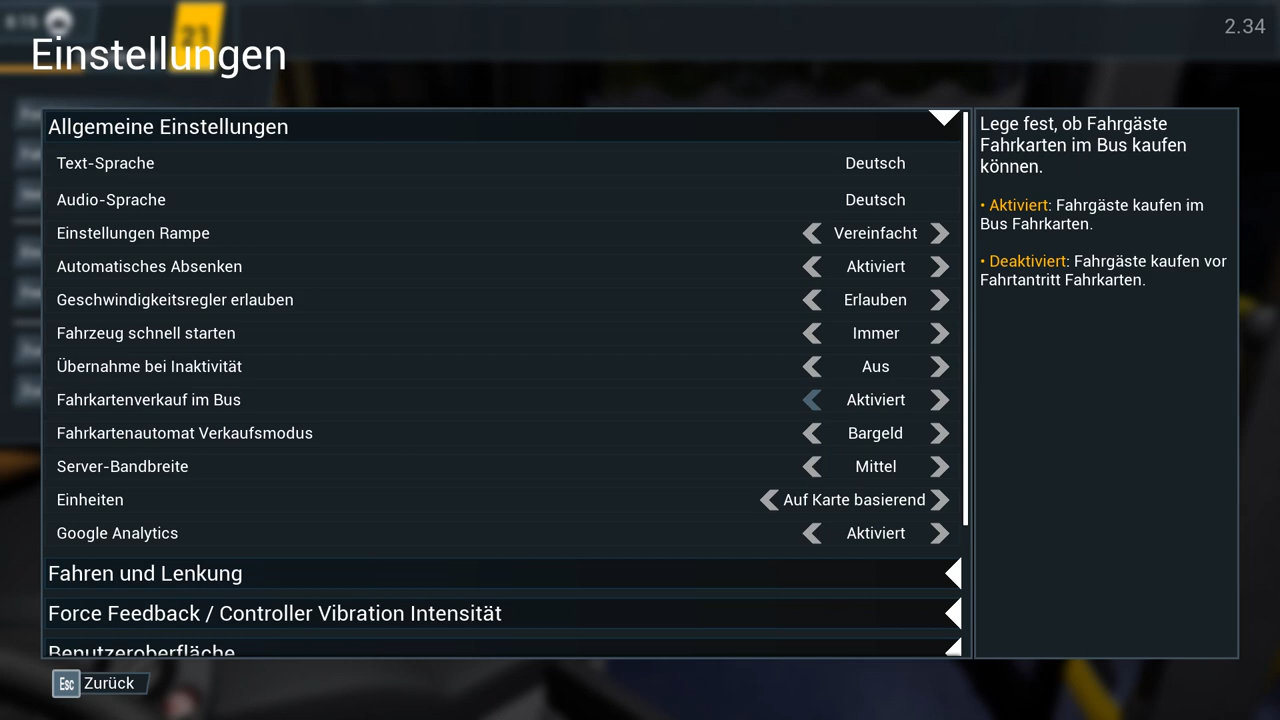 21
2.34
Einstellungen
Allgemeine Einstellungen
Text-Sprache Deutsch
Audio-Sprache Deutsch
Einstellungen Rampe Vereinfacht
Automatisches Absenken Aktiviert
Geschwindigkeitsregler erlauben Erlauben
Fahrzeug schnell starten Immer
Übernahme bei Inaktivität Aus
Fahrkartenverkauf im Bus Aktiviert
Fahrkartenautomat Verkaufsmodus Bargeld
Server-Bandbreite Mittel
Einheiten Auf Karte basierend
Google Analytics Aktiviert
Fahren und Lenkung
Force Feedback / Controller Vibration Intensität
Benutzeroberfläche
Lege fest, ob Fahrgäste
Fahrkarten im Bus kaufen
können.
• Aktiviert: Fahrgäste kaufen im
Bus Fahrkarten.
• Deaktiviert: Fahrgäste kaufen vor
Fahrtantritt Fahrkarten.
Esc Zurück